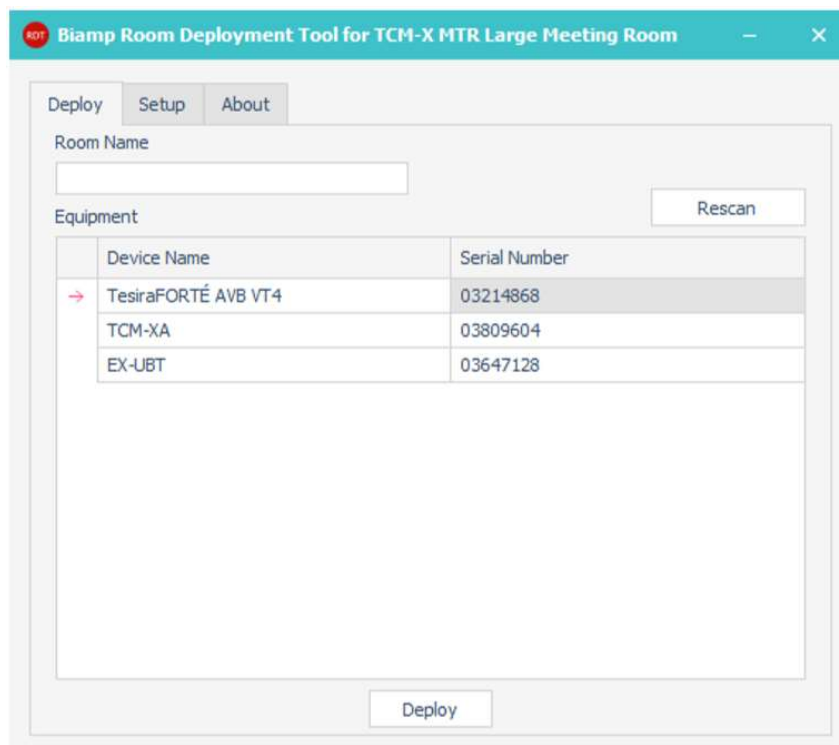 RDT Biamp Room Deployment Tool for TCM-X MTR Large Meeting Room
Deploy Setup About
Room Name
Rescan
Equipment
Device Name Serial Number
TesiraFORTÉ AVB VT4 03214868
TCM-XA 03809604
EX-UBT 03647128
Deploy